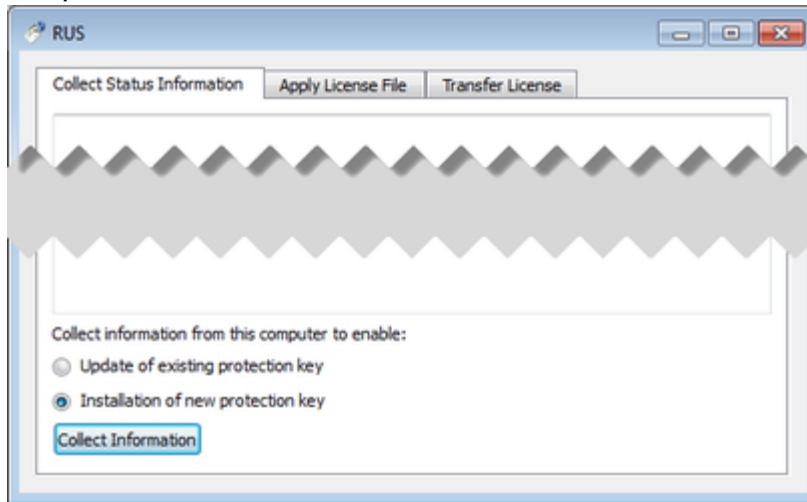 RUS
Collect Status Information Apply License File Transfer License
Collect information from this computer to enable:
Update of existing protection key
Installation of new protection key
Collect Information